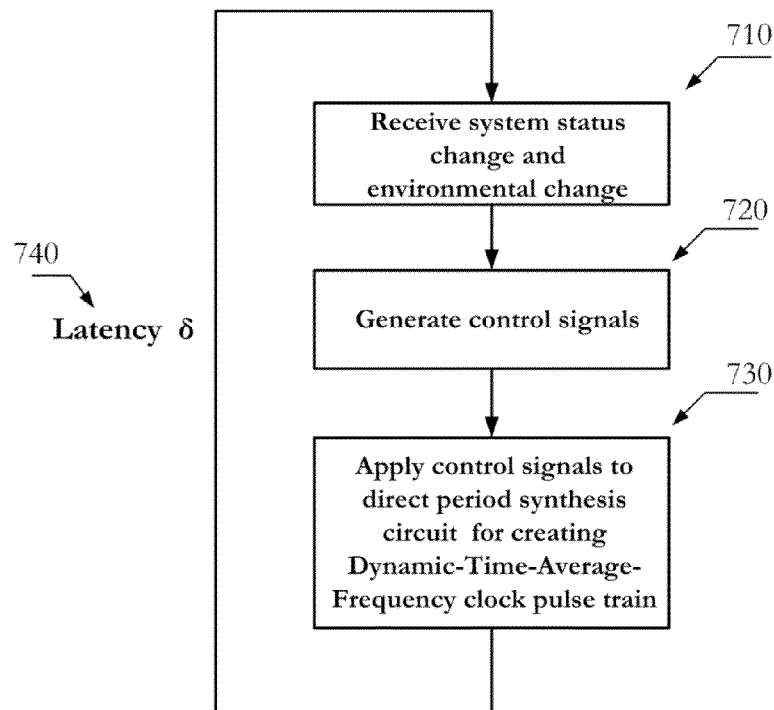 710
Receive system status
change and
environmental change
720
740
Generate control signals
Latency δ
730
Apply control signals to
direct period synthesis
circuit for creating
Dynamic-Time-Average-
Frequency clock pulse train